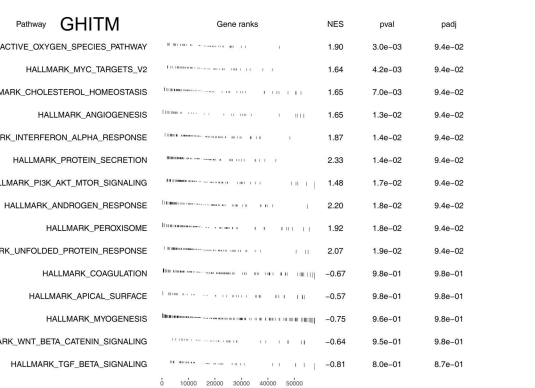 Pathway GHITM Gene ranks NES pval padj
ACTIVE_OXYGEN_SPECIES_PATHWAY 1.90 3.0e−03 9.4e−02
HALLMARK_MYC_TARGETS_V2 1.64 4.2e−03 9.4e−02
MARK_CHOLESTEROL_HOMEOSTASIS 1.65 7.0e−03 9.4e−02
HALLMARK_ANGIOGENESIS 1.65 1.3e−02 9.4e−02
RK_INTERFERON_ALPHA_RESPONSE 1.87 1.4e−02 9.4e−02
HALLMARK_PROTEIN_SECRETION 2.33 1.4e−02 9.4e−02
LMARK_PI3K_AKT_MTOR_SIGNALING 1.48 1.7e−02 9.4e−02
HALLMARK_ANDROGEN_RESPONSE 2.20 1.8e−02 9.4e−02
HALLMARK_PEROXISOME 1.92 1.8e−02 9.4e−02
RK_UNFOLDED_PROTEIN_RESPONSE 2.07 1.9e−02 9.4e−02
HALLMARK_COAGULATION −0.67 9.8e−01 9.8e−01
HALLMARK_APICAL_SURFACE −0.57 9.8e−01 9.8e−01
HALLMARK_MYOGENESIS −0.75 9.6e−01 9.8e−01
ARK_WNT_BETA_CATENIN_SIGNALING −0.64 9.5e−01 9.8e−01
HALLMARK_TGF_BETA_SIGNALING −0.81 8.0e−01 8.7e−01
0 10000 20000 30000 40000 50000